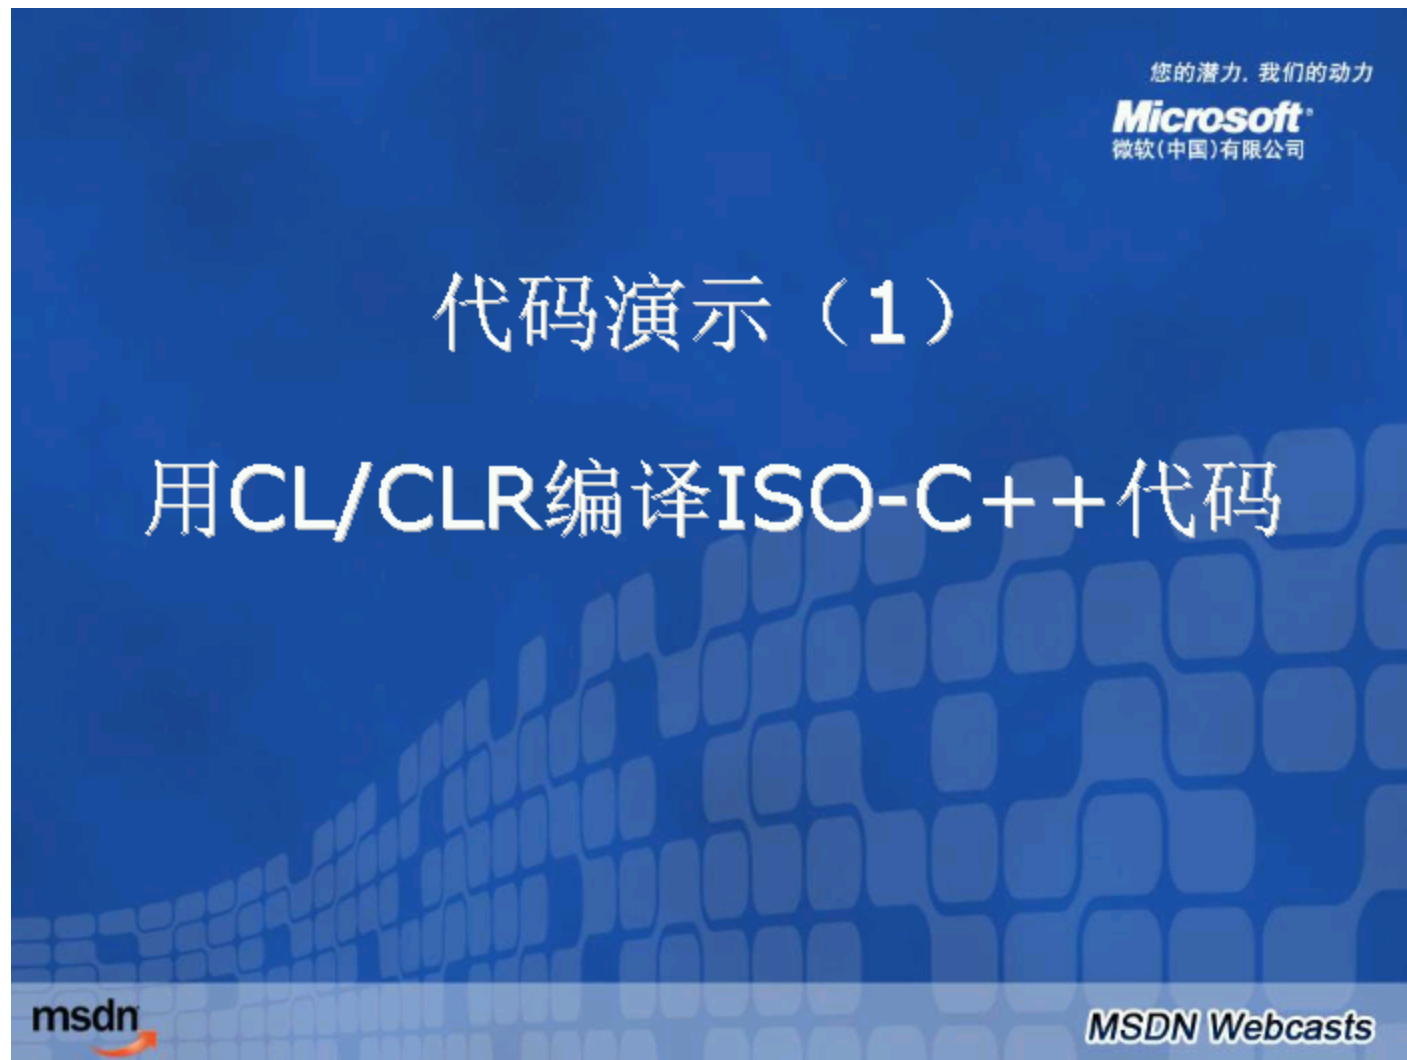 您的潜力. 我们的动力
Microsoft
微软(中国)有限公司
代码演示（1）
用CL/CLR编译ISO-C++代码
msdn
MSDN Webcasts